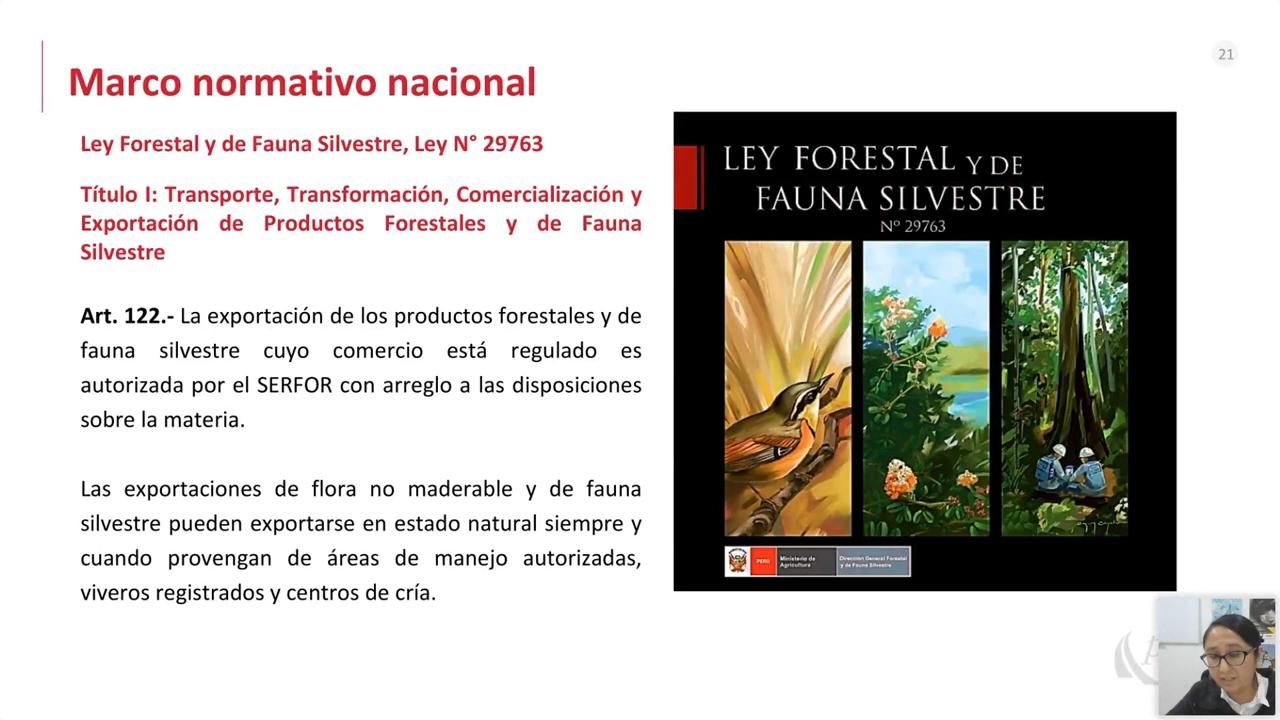 21
Marco normativo nacional
Ley Forestal y de Fauna Silvestre, Ley N° 29763
Título I: Transporte, Transformación, Comercialización y
Exportación de Productos Forestales y de Fauna
Silvestre
Art. 122.- La exportación de los productos forestales y de
fauna silvestre cuyo comercio está regulado es
autorizada por el SERFOR con arreglo a las disposiciones
sobre la materia.
Las exportaciones de flora no maderable y de fauna
silvestre pueden exportarse en estado natural siempre y
cuando provengan de áreas de manejo autorizadas,
viveros registrados y centros de cría.
LEY FORESTAL Y DE
FAUNA SILVESTRE
Nº 29763
PERÚ
Ministerio de
Agricultura
Dirección General Forestal
y de Fauna Silvestre